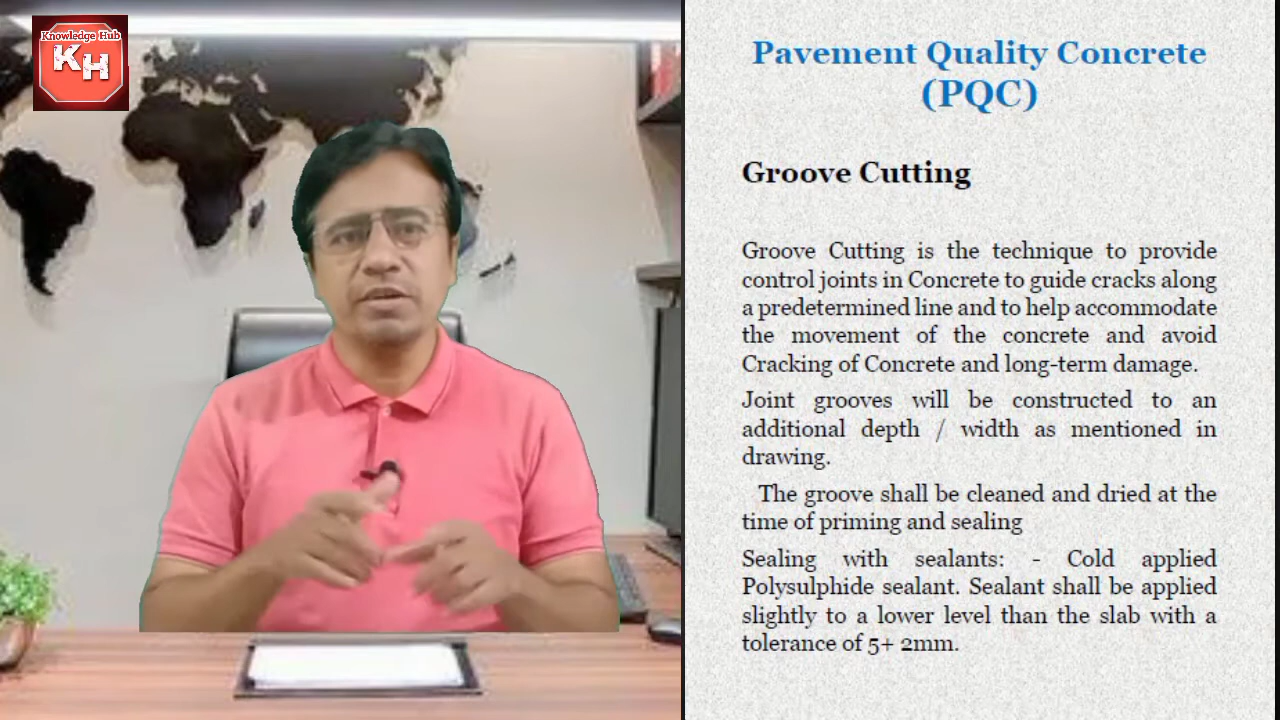 Knowledge Hub
KH
Pavement Quality Concrete
(PQC)
Groove Cutting
Groove Cutting is the technique to provide
control joints in Concrete to guide cracks along
a predetermined line and to help accommodate
the movement of the concrete and avoid
Cracking of Concrete and long-term damage.
Joint grooves will be constructed to an
additional depth / width as mentioned in
drawing.
The groove shall be cleaned and dried at the
time of priming and sealing
Sealing with sealants: - Cold applied
Polysulphide sealant. Sealant shall be applied
slightly to a lower level than the slab with a
tolerance of 5+ 2mm.